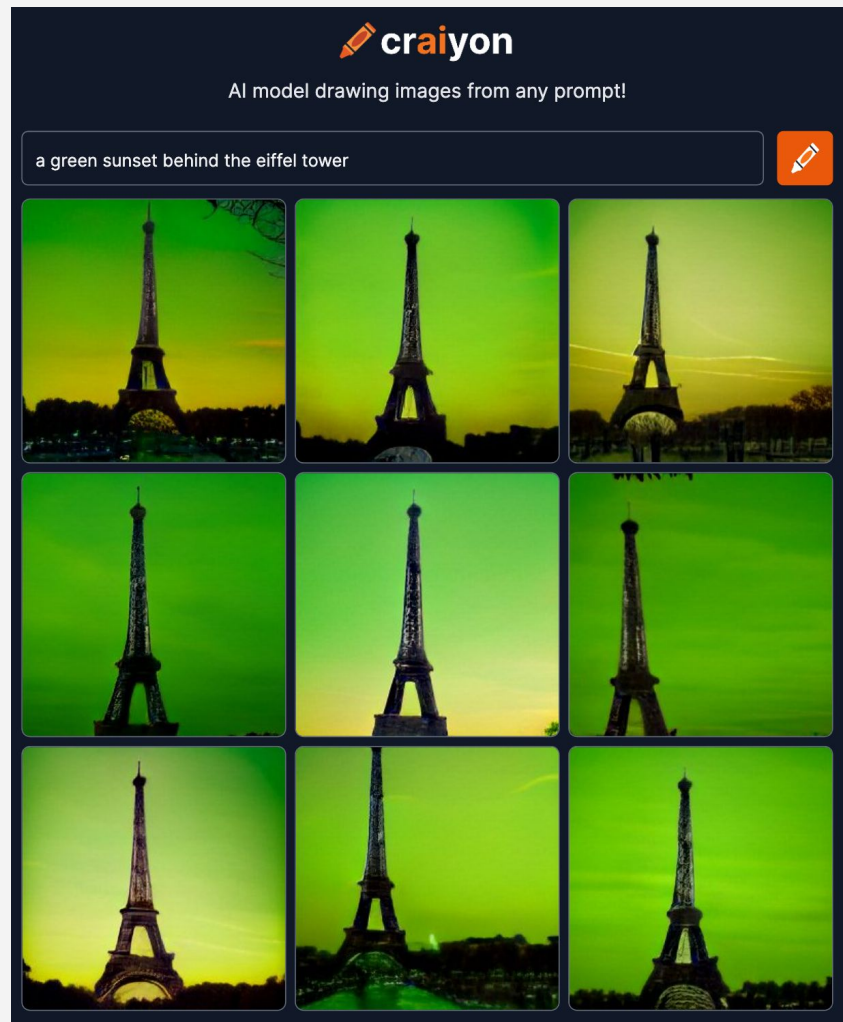 craiyon
AI model drawing images from any prompt!
a green sunset behind the eiffel tower